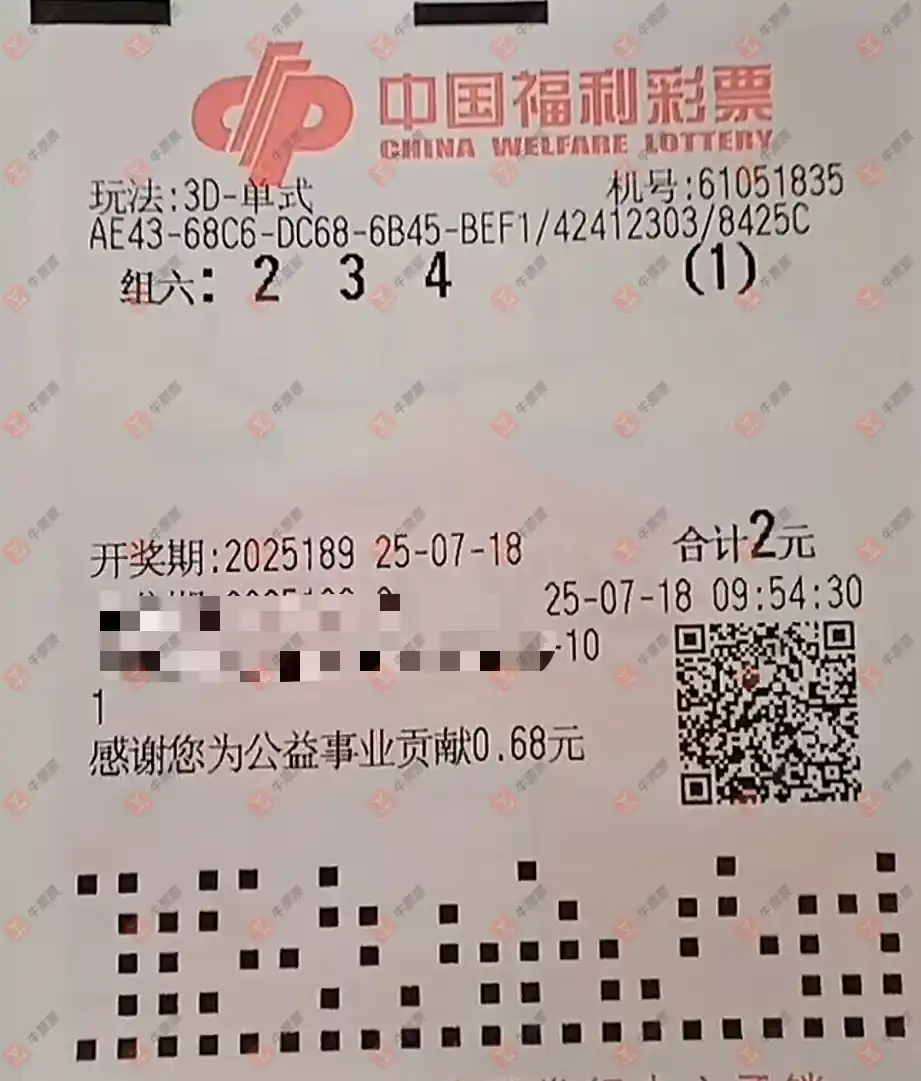 中国福利彩票
CHINA WELFARE LOTTERY
玩法:3D-单式 机号:61051835
AE43-68C6-DC68-6B45-BEF1/42412303/8425C
组六: 2 3 4 (1)
开奖期:2025189 25-07-18 合计2元
25-07-18 09:54:30
-10
1
感谢您为公益事业贡献0.68元
牛票票